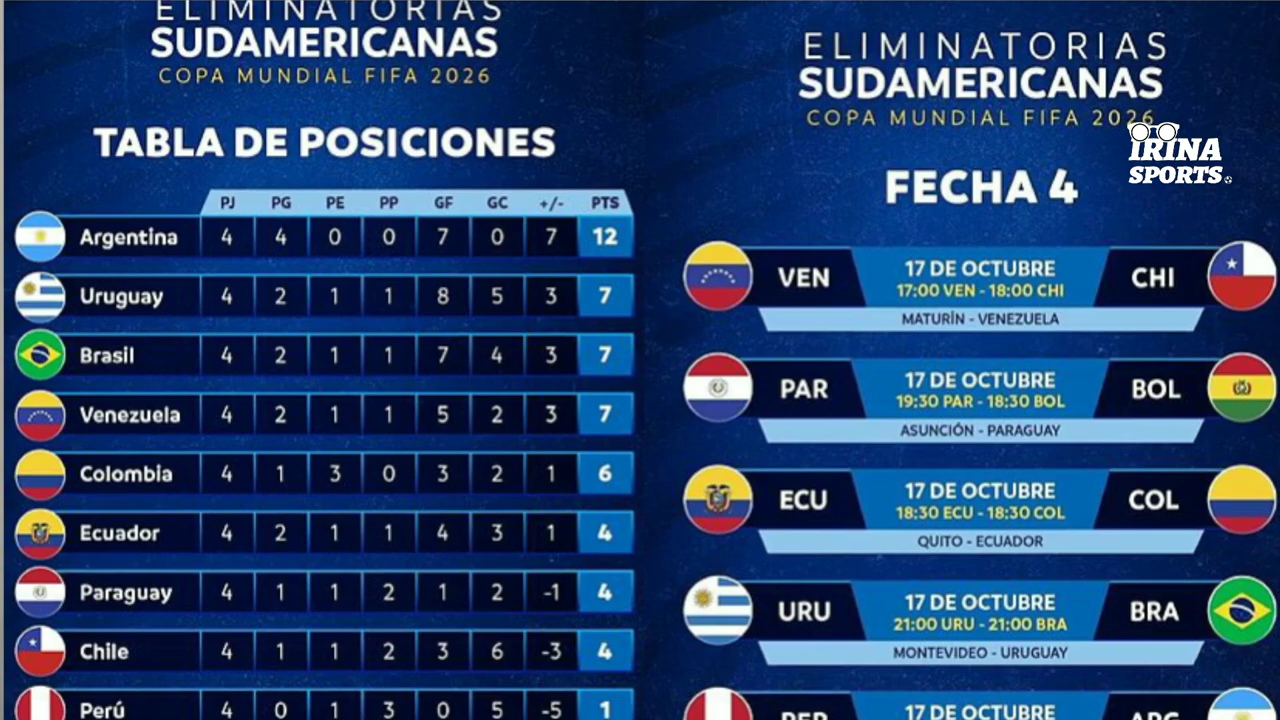 ELIMINATORIAS
SUDAMERICANAS
COPA MUNDIAL FIFA 2026
TABLA DE POSICIONES
PJ PG PE PP GF GC +/- PTS
Argentina 4 4 0 0 7 0 7 12
Uruguay 4 2 1 1 8 5 3 7
Brasil 4 2 1 1 7 4 3 7
Venezuela 4 2 1 1 5 2 3 7
Colombia 4 1 3 0 3 2 1 6
Ecuador 4 2 1 1 4 3 1 4
Paraguay 4 1 1 2 1 2 -1 4
Chile 4 1 1 2 3 6 -3 4
Perú 4 0 1 3 0 5 -5 1
ELIMINATORIAS
SUDAMERICANAS
COPA MUNDIAL FIFA 2026
IRINA
SPORTS
FECHA 4
VEN 17 DE OCTUBRE CHI
17:00 VEN - 18:00 CHI
MATURÍN - VENEZUELA
PAR 17 DE OCTUBRE BOL
19:30 PAR - 18:30 BOL
ASUNCIÓN - PARAGUAY
ECU 17 DE OCTUBRE COL
18:30 ECU - 18:30 COL
QUITO - ECUADOR
URU 17 DE OCTUBRE BRA
21:00 URU - 21:00 BRA
MONTEVIDEO - URUGUAY
PER 17 DE OCTUBRE ARG